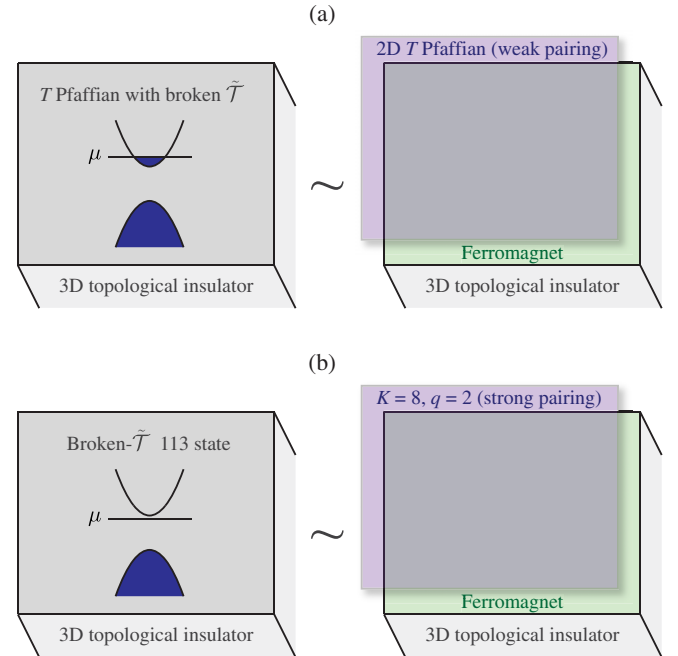 (a)
T Pfaffian with broken 𝒯̃
μ
3D topological insulator
~
2D T Pfaffian (weak pairing)
Ferromagnet
3D topological insulator
(b)
Broken-𝒯̃ 113 state
μ
3D topological insulator
~
K = 8, q = 2 (strong pairing)
Ferromagnet
3D topological insulator